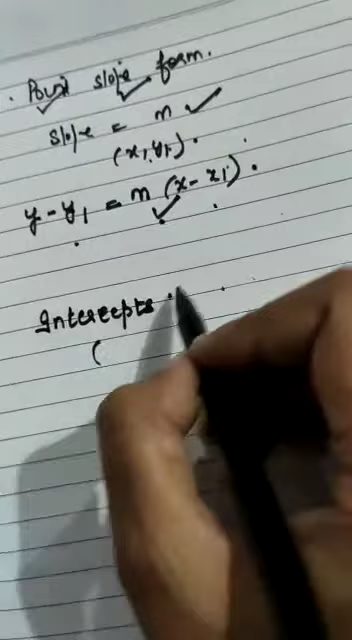 . Point slope form.
slope = m
(x₁, y₁).
y - y₁ = m (x - x₁).
Intercepts
(